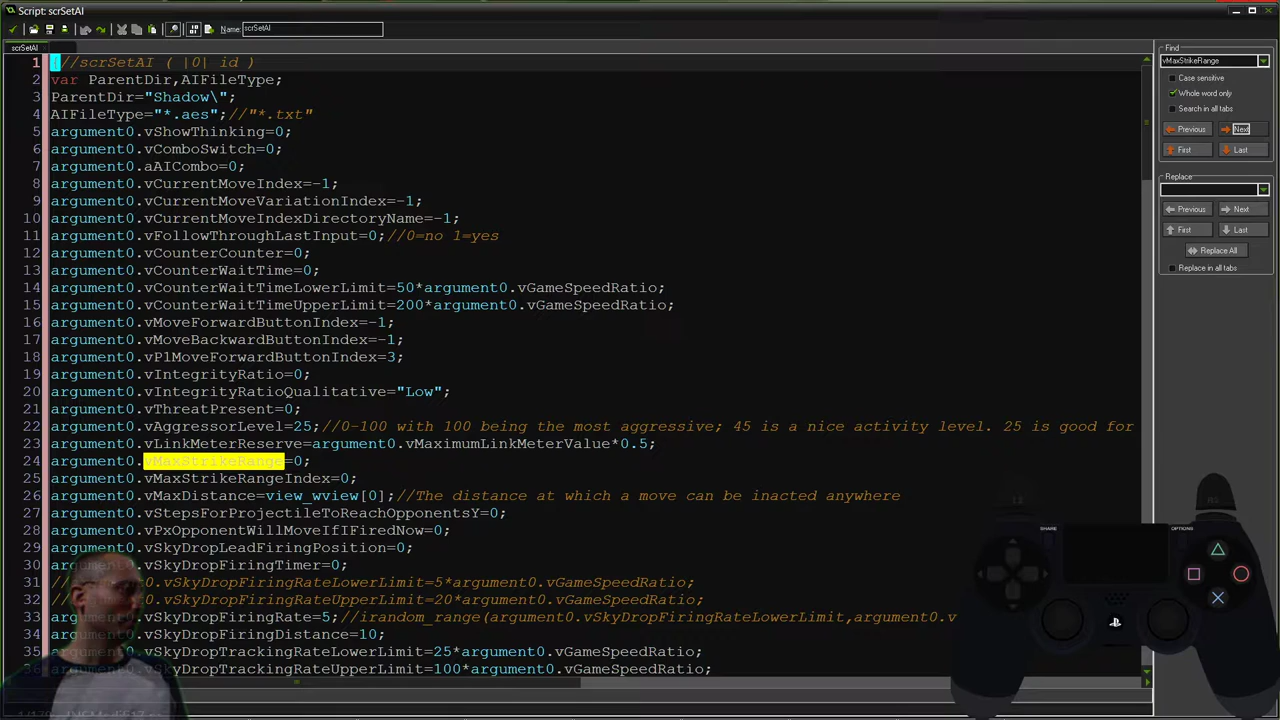 Script: scrSetAI
Name: scrSetAI
scrSetAI
1 {//scrSetAI ( |0| id )
2 var ParentDir,AIFileType;
3 ParentDir="Shadow\";
4 AIFileType="*.aes";//"*.txt"
5 argument0.vShowThinking=0;
6 argument0.vComboSwitch=0;
7 argument0.aAICombo=0;
8 argument0.vCurrentMoveIndex=-1;
9 argument0.vCurrentMoveVariationIndex=-1;
10 argument0.vCurrentMoveIndexDirectoryName=-1;
11 argument0.vFollowThroughLastInput=0;//0=no 1=yes
12 argument0.vCounterCounter=0;
13 argument0.vCounterWaitTime=0;
14 argument0.vCounterWaitTimeLowerLimit=50*argument0.vGameSpeedRatio;
15 argument0.vCounterWaitTimeUpperLimit=200*argument0.vGameSpeedRatio;
16 argument0.vMoveForwardButtonIndex=-1;
17 argument0.vMoveBackwardButtonIndex=-1;
18 argument0.vP1MoveForwardButtonIndex=3;
19 argument0.vIntegrityRatio=0;
20 argument0.vIntegrityRatioQualitative="Low";
21 argument0.vThreatPresent=0;
22 argument0.vAggressorLevel=25;//0-100 with 100 being the most aggressive; 45 is a nice activity level. 25 is good for
23 argument0.vLinkMeterReserve=argument0.vMaximumLinkMeterValue*0.5;
24 argument0.vMaxStrikeRange=0;
25 argument0.vMaxStrikeRangeIndex=0;
26 argument0.vMaxDistance=view_wview[0];//The distance at which a move can be inacted anywhere
27 argument0.vStepsForProjectileToReachOpponentsY=0;
28 argument0.vPxOpponentWillMoveIfIFiredNow=0;
29 argument0.vSkyDropLeadFiringPosition=0;
30 argument0.vSkyDropFiringTimer=0;
31 //argument0.vSkyDropFiringRateLowerLimit=5*argument0.vGameSpeedRatio;
32 //argument0.vSkyDropFiringRateUpperLimit=20*argument0.vGameSpeedRatio;
33 argument0.vSkyDropFiringRate=5;//irandom_range(argument0.vSkyDropFiringRateLowerLimit,argument0.v
34 argument0.vSkyDropFiringDistance=10;
35 argument0.vSkyDropTrackingRateLowerLimit=25*argument0.vGameSpeedRatio;
36 argument0.vSkyDropTrackingRateUpperLimit=100*argument0.vGameSpeedRatio;
Find
vMaxStrikeRange
Case sensitive
Whole word only
Search in all tabs
Previous Next
First Last
Replace
Previous Next
First Last
Replace All
Replace in all tabs
SHARE OPTIONS